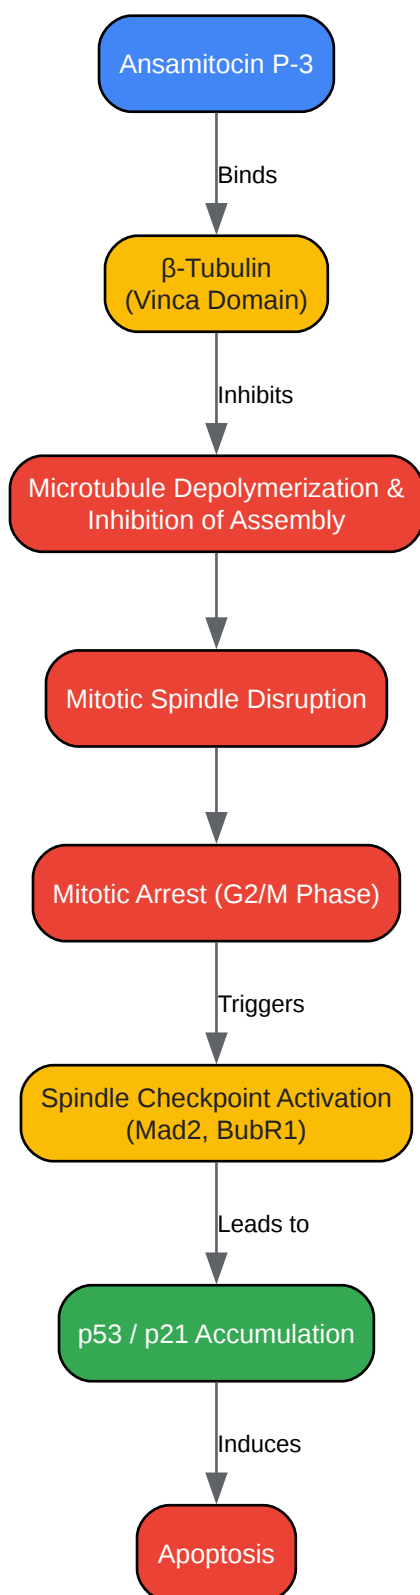 Ansamitocin P-3
Binds
β-Tubulin
(Vinca Domain)
Inhibits
Microtubule Depolymerization &
Inhibition of Assembly
Mitotic Spindle Disruption
Mitotic Arrest (G2/M Phase)
Triggers
Spindle Checkpoint Activation
(Mad2, BubR1)
Leads to
p53 / p21 Accumulation
Induces
Apoptosis